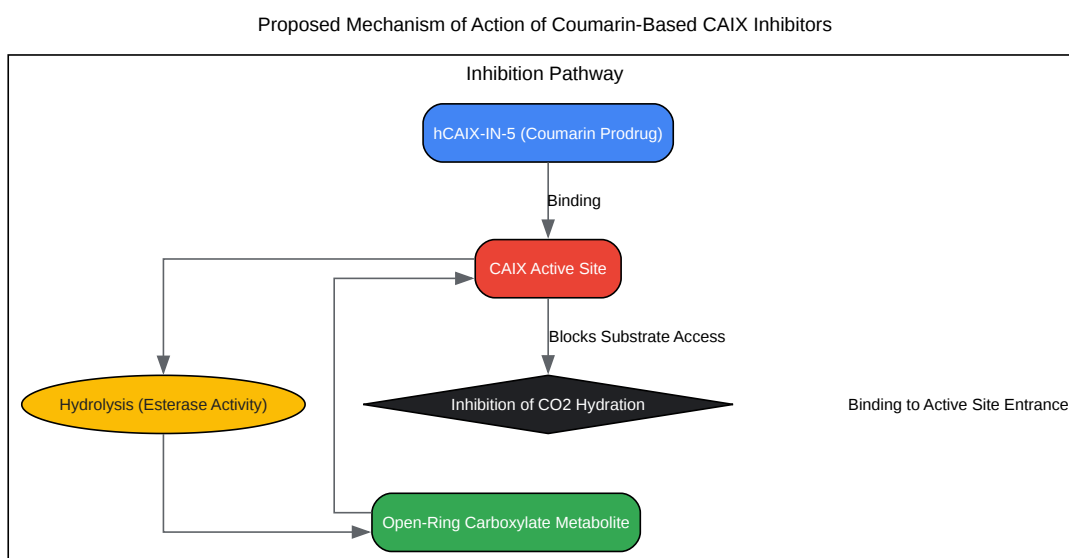 Proposed Mechanism of Action of Coumarin-Based CAIX Inhibitors
Inhibition Pathway
hCAIX-IN-5 (Coumarin Prodrug)
Binding
CAIX Active Site
Blocks Substrate Access
Hydrolysis (Esterase Activity)
Inhibition of CO2 Hydration
Binding to Active Site Entrance
Open-Ring Carboxylate Metabolite